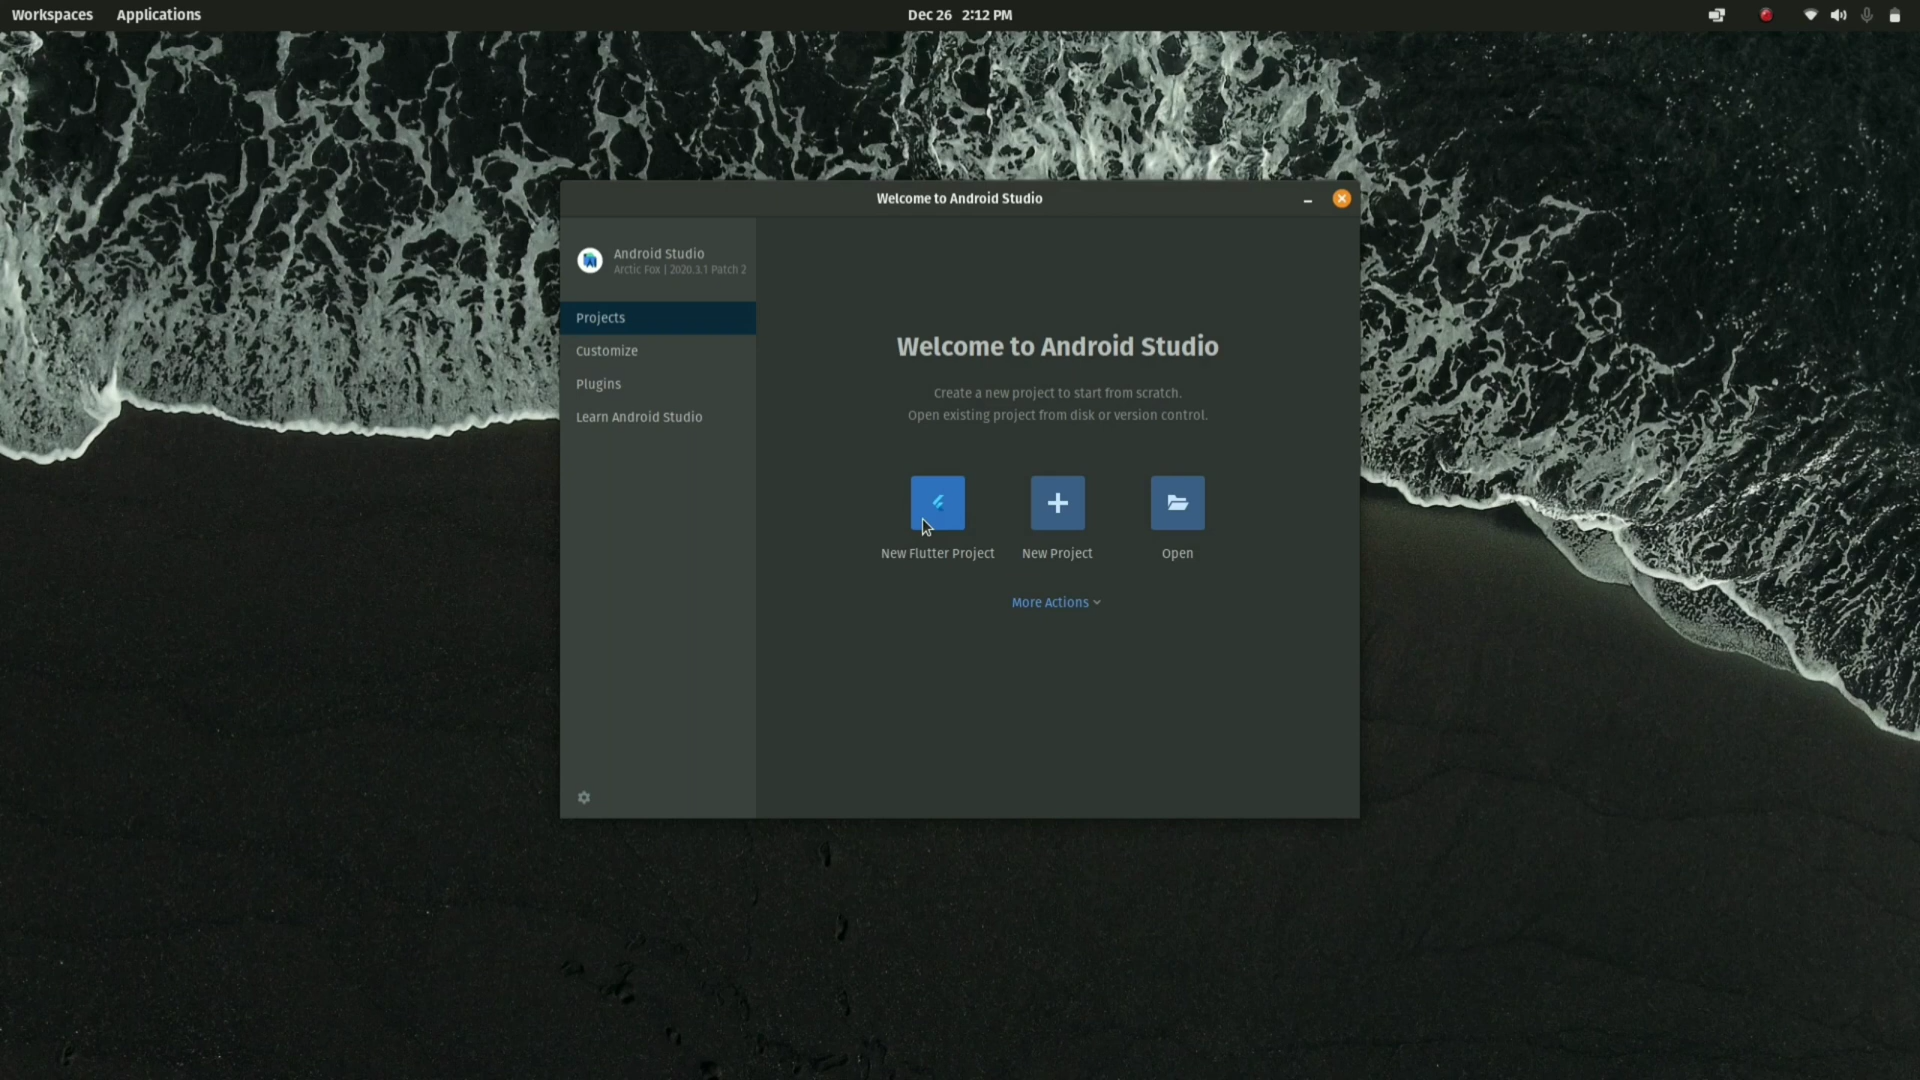 Workspaces
Applications
Dec 26 2:12 PM
Welcome to Android Studio
Android Studio
Arctic Fox | 2020.3.1 Patch 2
Projects
Customize
Plugins
Learn Android Studio
Welcome to Android Studio
Create a new project to start from scratch.
Open existing project from disk or version control.
New Flutter Project
New Project
Open
More Actions